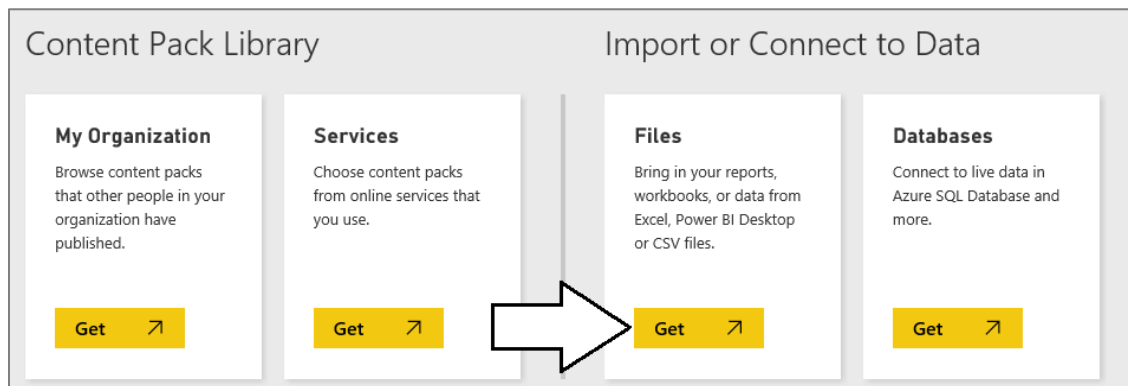 Content Pack Library
Import or Connect to Data
My Organization
Browse content packs
that other people in your
organization have
published.
Get
Services
Choose content packs
from online services that
you use.
Get
Files
Bring in your reports,
workbooks, or data from
Excel, Power BI Desktop
or CSV files.
Get
Databases
Connect to live data in
Azure SQL Database and
more.
Get